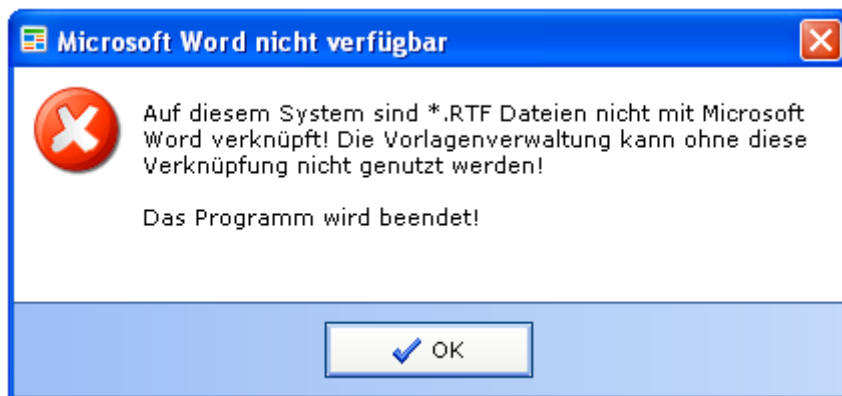 Microsoft Word nicht verfügbar
Auf diesem System sind *.RTF Dateien nicht mit Microsoft
Word verknüpft! Die Vorlagenverwaltung kann ohne diese
Verknüpfung nicht genutzt werden!
Das Programm wird beendet!
OK